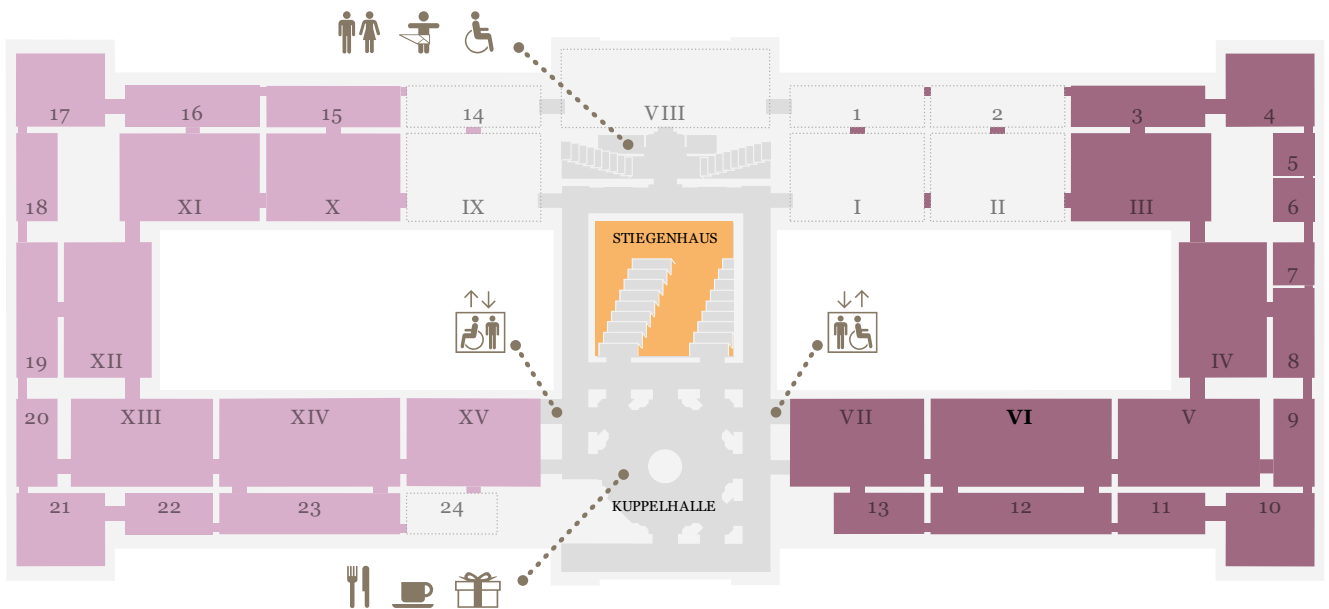 17
16
15
14
VIII
1
2
3
4
5
18
XI
X
IX
I
II
III
6
STIEGENHAUS
7
19
XII
IV
8
20
XIII
XIV
XV
VII
VI
V
9
21
22
23
24
KUPPELHALLE
13
12
11
10